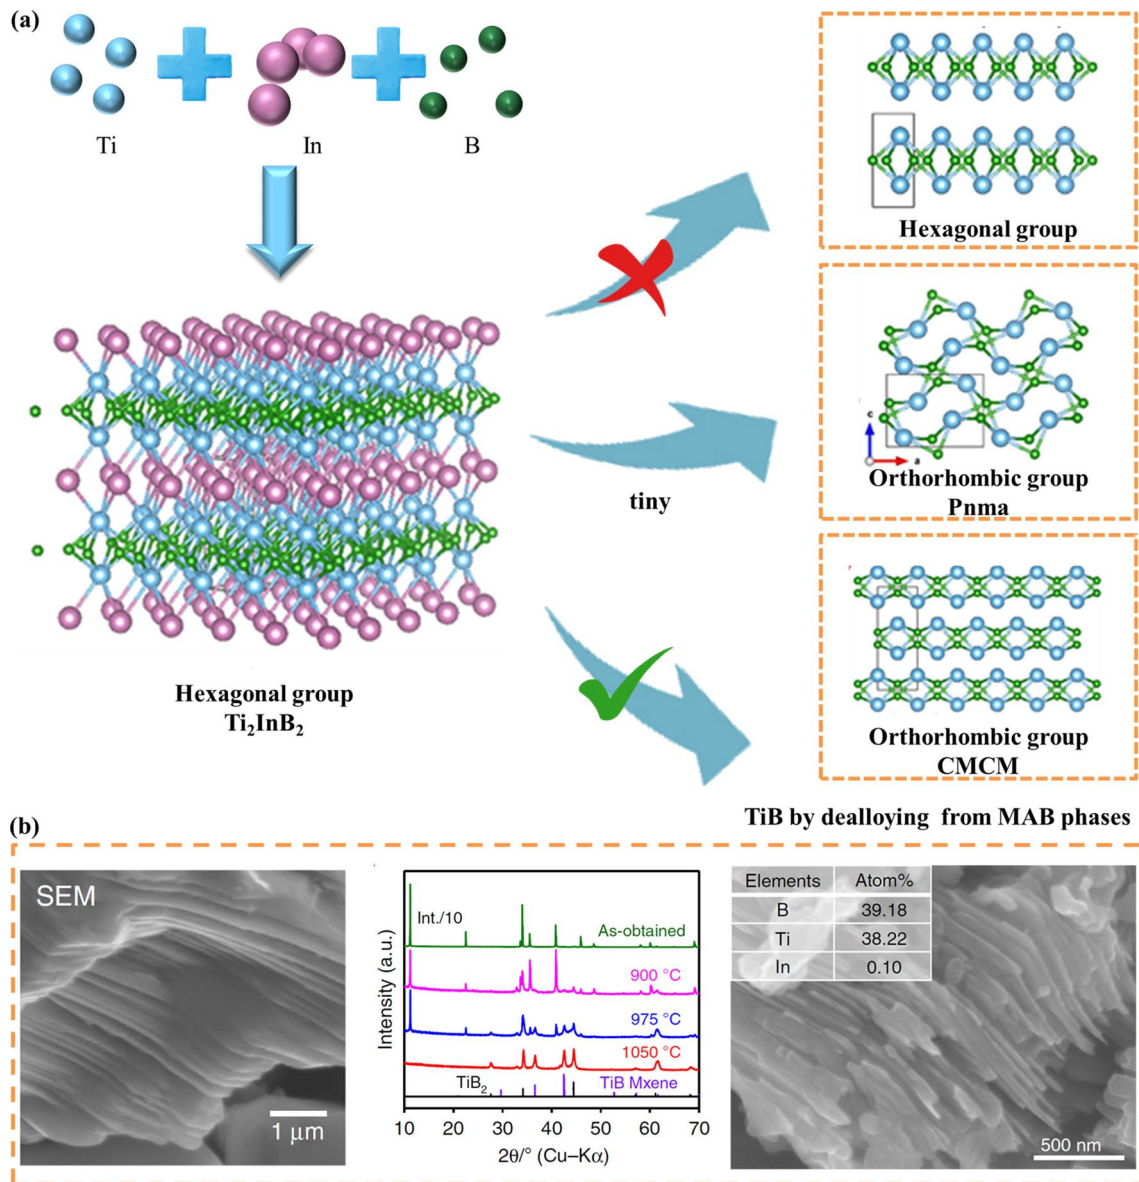 (a)
Ti
In
B
Hexagonal group
Ti₂InB₂
tiny
Hexagonal group
c
a
Orthorhombic group
Pnma
Orthorhombic group
CMCM
TiB by dealloying from MAB phases
(b)
SEM
1 μm
Intensity (a.u.)
Int./10
As-obtained
900 °C
975 °C
1050 °C
TiB₂
TiB Mxene
10 20 30 40 50 60 70
2θ/° (Cu–Kα)
Elements Atom%
B 39.18
Ti 38.22
In 0.10
500 nm